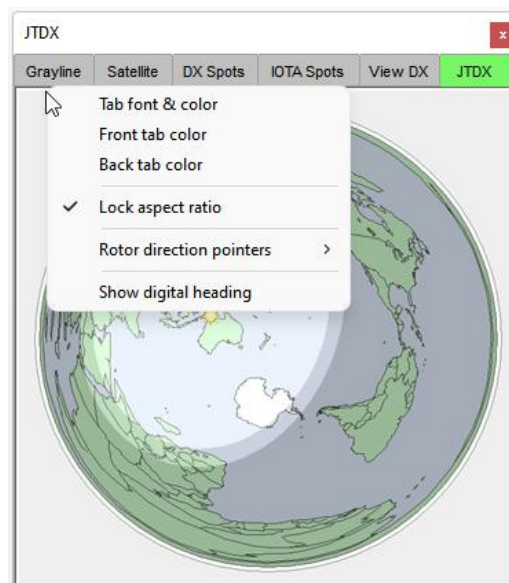 JTDX
x
Grayline Satellite DX Spots IOTA Spots View DX JTDX
Tab font & color
Front tab color
Back tab color
✓ Lock aspect ratio
Rotor direction pointers >
Show digital heading